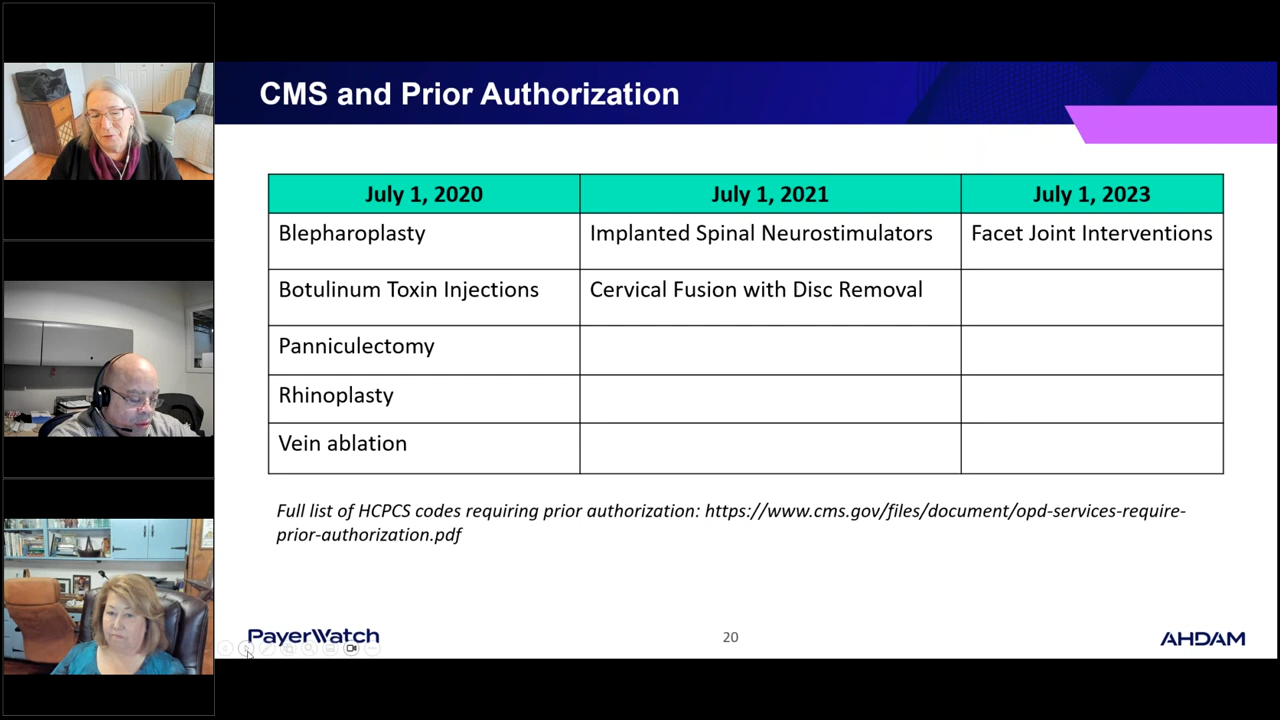 CMS and Prior Authorization
July 1, 2020 July 1, 2021 July 1, 2023
Blepharoplasty Implanted Spinal Neurostimulators Facet Joint Interventions
Botulinum Toxin Injections Cervical Fusion with Disc Removal
Panniculectomy
Rhinoplasty
Vein ablation
Full list of HCPCS codes requiring prior authorization: https://www.cms.gov/files/document/opd-services-require-
prior-authorization.pdf
PayerWatch 20 AHDAM